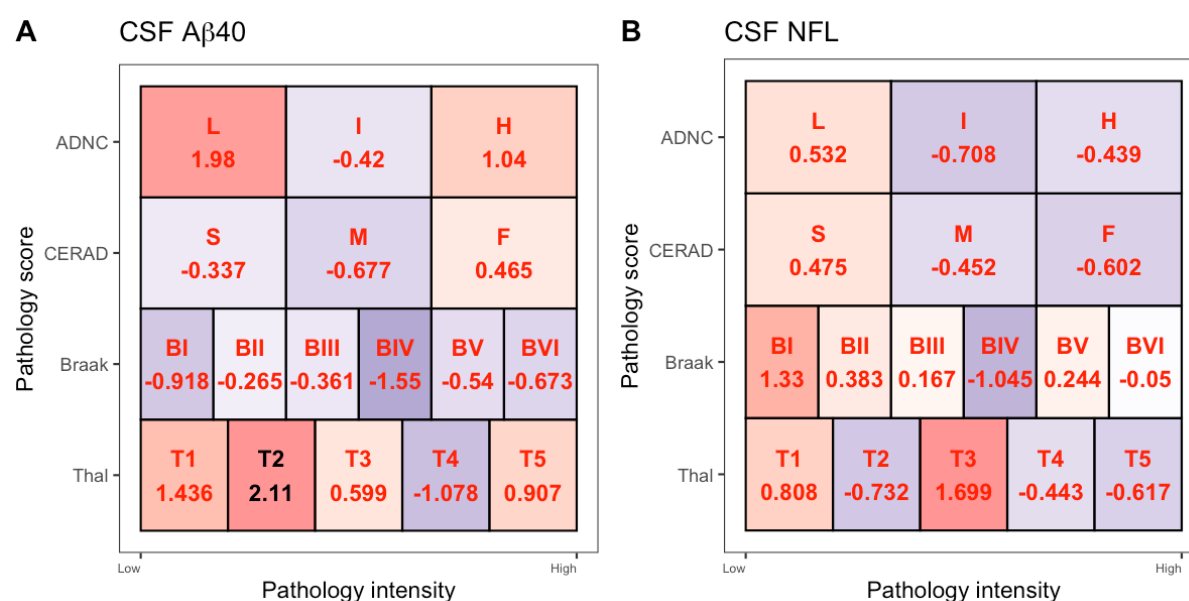 A CSF Aβ40
Pathology score
ADNC
L I H
1.98 -0.42 1.04
CERAD
S M F
-0.337 -0.677 0.465
Braak
BI BII BIII BIV BV BVI
-0.918 -0.265 -0.361 -1.55 -0.54 -0.673
Thal
T1 T2 T3 T4 T5
1.436 2.11 0.599 -1.078 0.907
Low High
Pathology intensity
B CSF NFL
Pathology score
ADNC
L I H
0.532 -0.708 -0.439
CERAD
S M F
0.475 -0.452 -0.602
Braak
BI BII BIII BIV BV BVI
1.33 0.383 0.167 -1.045 0.244 -0.05
Thal
T1 T2 T3 T4 T5
0.808 -0.732 1.699 -0.443 -0.617
Low High
Pathology intensity